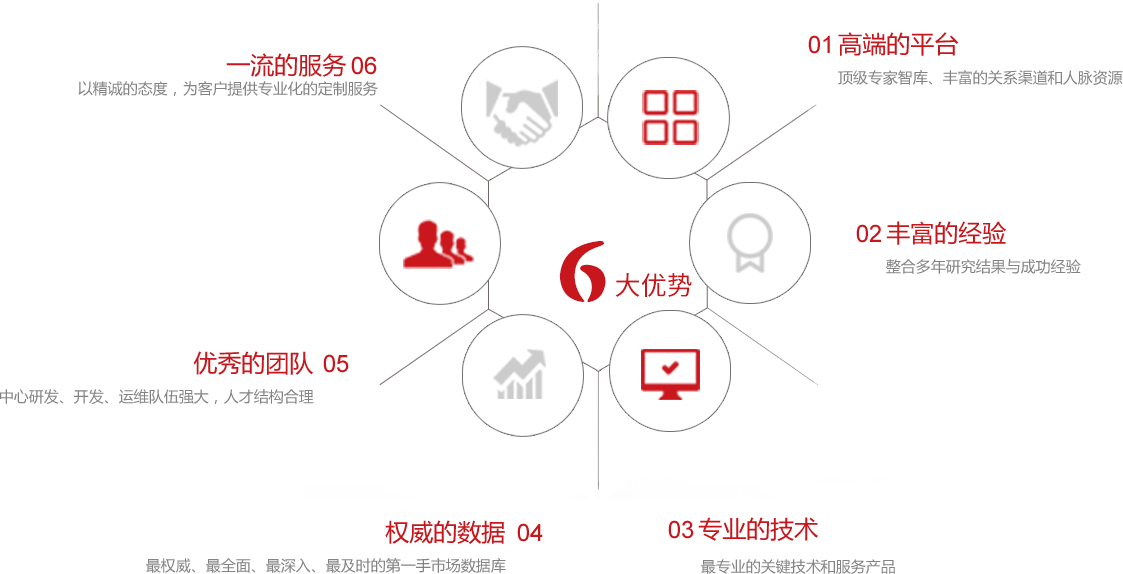 01 高端的平台
顶级专家智库、丰富的关系渠道和人脉资源
一流的服务 06
以精诚的态度，为客户提供专业化的定制服务
02 丰富的经验
整合多年研究结果与成功经验
6 大优势
优秀的团队 05
中心研发、开发、运维队伍强大，人才结构合理
权威的数据 04
最权威、最全面、最深入、最及时的第一手市场数据库
03 专业的技术
最专业的关键技术和服务产品